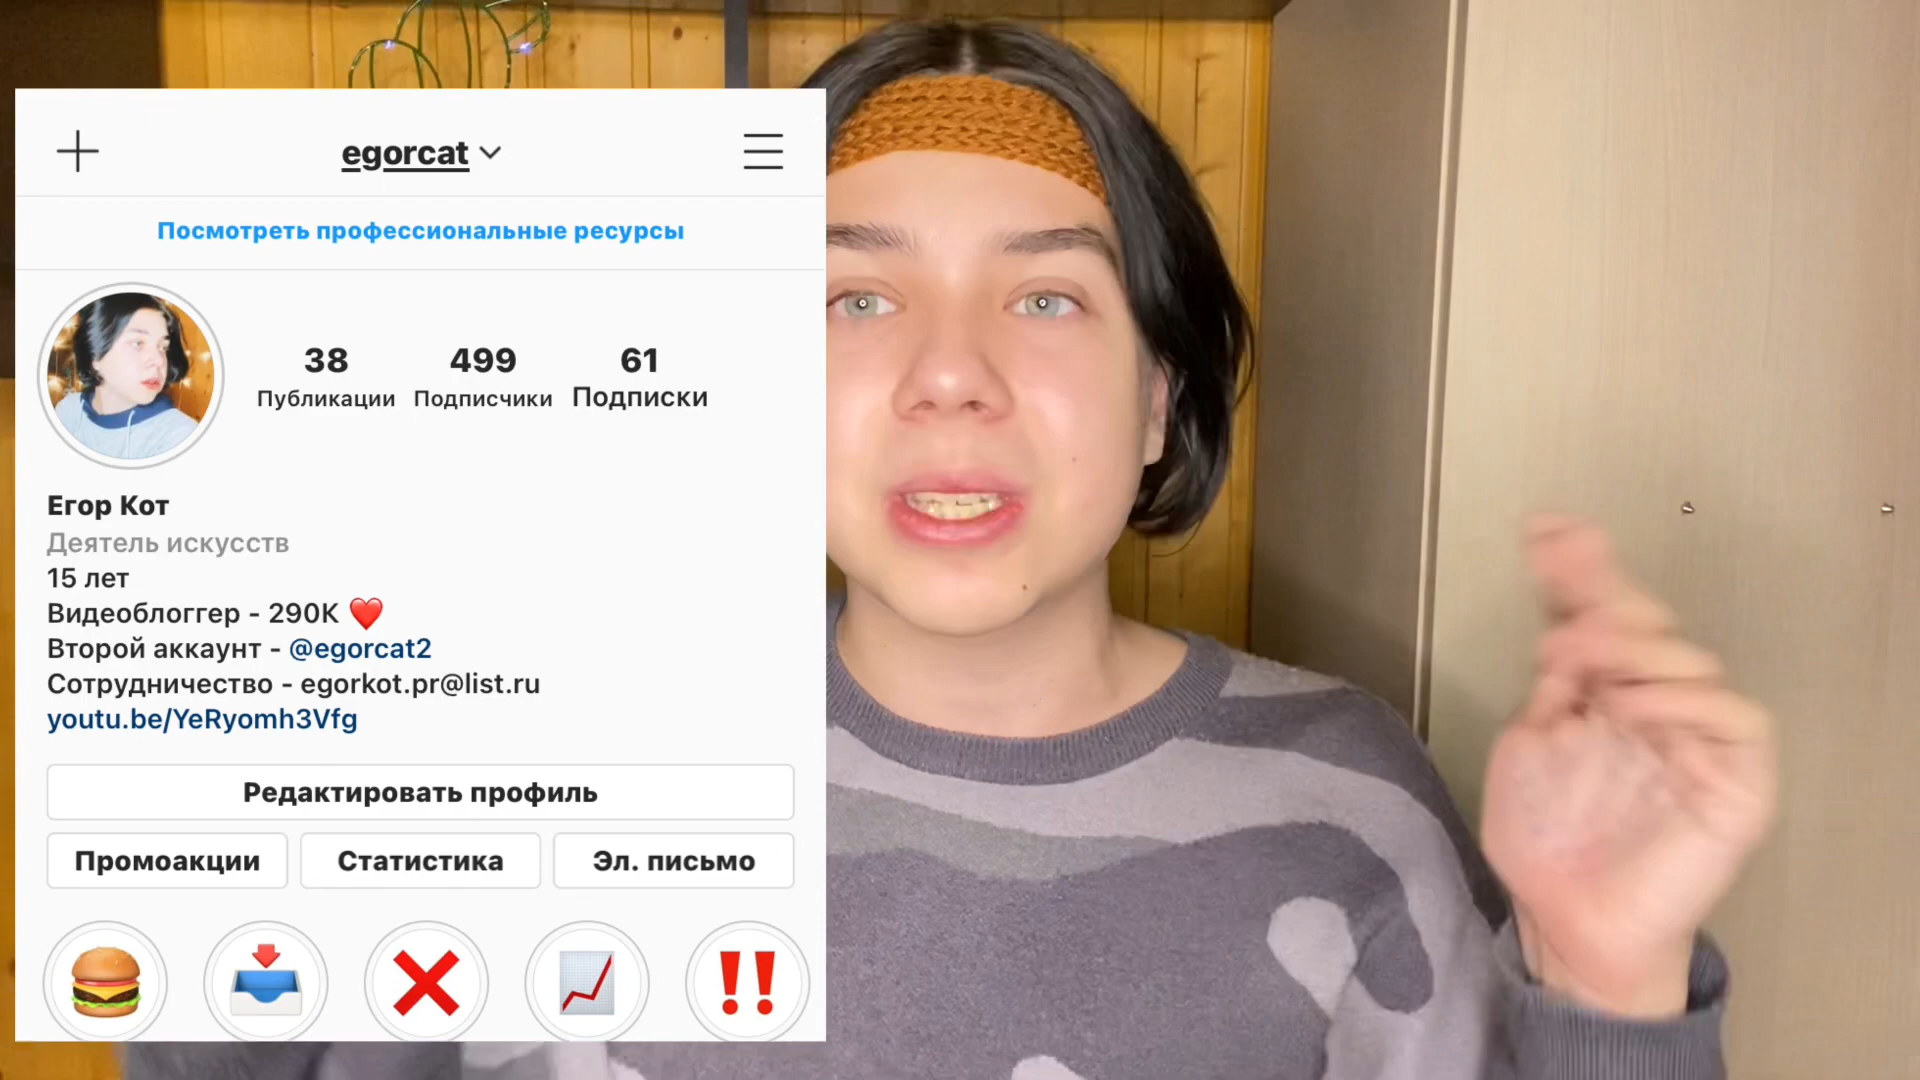 egorcat
Посмотреть профессиональные ресурсы
38 499 61
Публикации Подписчики Подписки
Егор Кот
Деятель искусств
15 лет
Видеоблоггер - 290К ❤️
Второй аккаунт - @egorcat2
Сотрудничество - egorkot.pr@list.ru
youtu.be/YeRyomh3Vfg
Редактировать профиль
Промоакции Статистика Эл. письмо